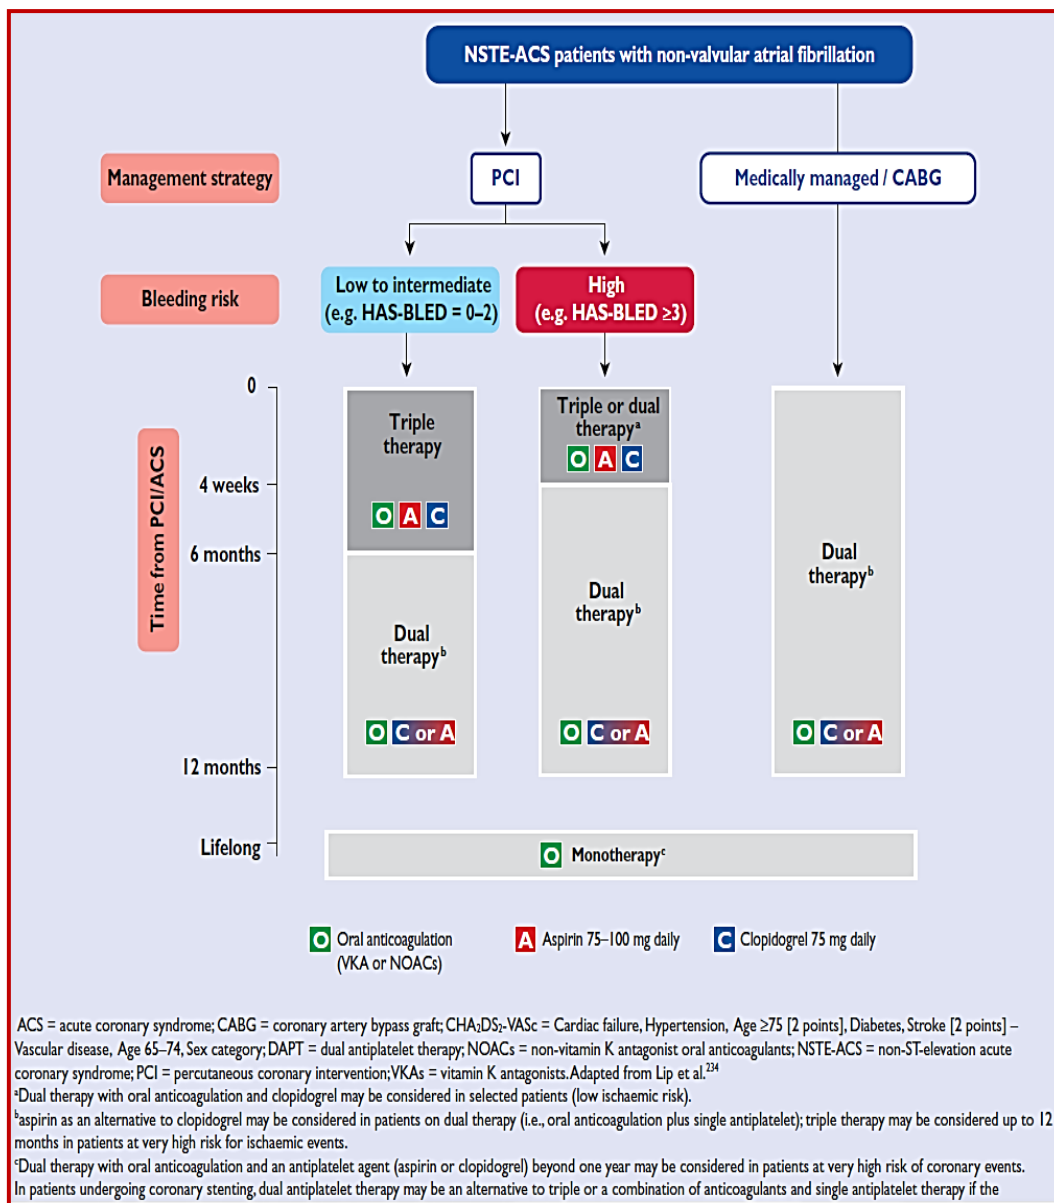 NSTE-ACS patients with non-valvular atrial fibrillation
Management strategy
PCI
Medically managed / CABG
Bleeding risk
Low to intermediate
(e.g. HAS-BLED = 0–2)
High
(e.g. HAS-BLED ≥3)
Time from PCI/ACS
0
4 weeks
6 months
12 months
Lifelong
Triple
therapy
O A C
Dual
therapyᵇ
O C or A
Triple or dual
therapyᵃ
O A C
Dual
therapyᵇ
O C or A
Dual
therapyᵇ
O C or A
O Monotherapyᶜ
O Oral anticoagulation
(VKA or NOACs)
A Aspirin 75–100 mg daily
C Clopidogrel 75 mg daily
ACS = acute coronary syndrome; CABG = coronary artery bypass graft; CHA₂DS₂-VASc = Cardiac failure, Hypertension, Age ≥75 [2 points], Diabetes, Stroke [2 points] –
Vascular disease, Age 65–74, Sex category; DAPT = dual antiplatelet therapy; NOACs = non-vitamin K antagonist oral anticoagulants; NSTE-ACS = non-ST-elevation acute
coronary syndrome; PCI = percutaneous coronary intervention; VKAs = vitamin K antagonists. Adapted from Lip et al.²³⁴
ᵃDual therapy with oral anticoagulation and clopidogrel may be considered in selected patients (low ischaemic risk).
ᵇaspirin as an alternative to clopidogrel may be considered in patients on dual therapy (i.e., oral anticoagulation plus single antiplatelet); triple therapy may be considered up to 12
months in patients at very high risk for ischaemic events.
ᶜDual therapy with oral anticoagulation and an antiplatelet agent (aspirin or clopidogrel) beyond one year may be considered in patients at very high risk of coronary events.
In patients undergoing coronary stenting, dual antiplatelet therapy may be an alternative to triple or a combination of anticoagulants and single antiplatelet therapy if the